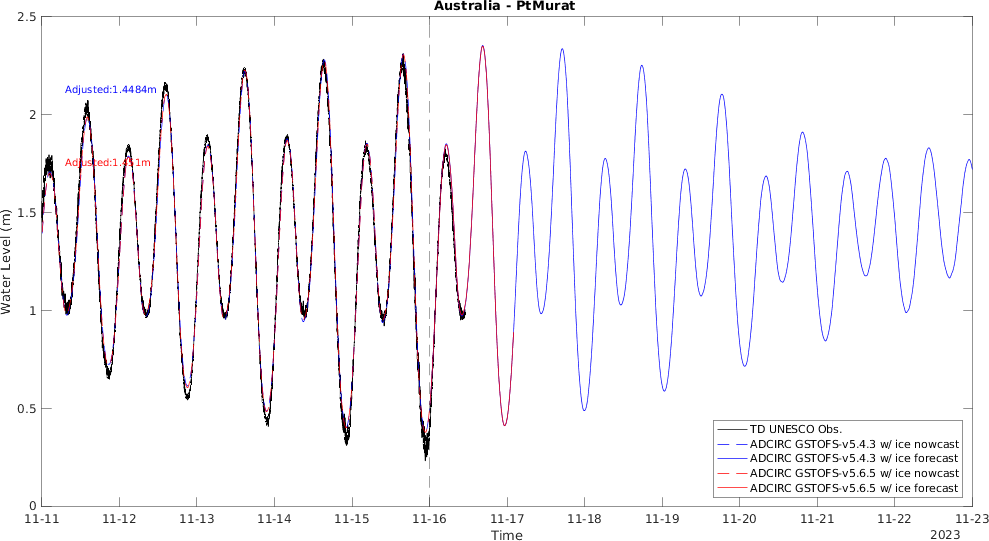 Australia - PtMurat
Water Level (m)
2.5
2
1.5
1
0.5
0
Adjusted:1.4484m
Adjusted:1.451m
TD UNESCO Obs.
ADCIRC GSTOFS-v5.4.3 w/ ice nowcast
ADCIRC GSTOFS-v5.4.3 w/ ice forecast
ADCIRC GSTOFS-v5.6.5 w/ ice nowcast
ADCIRC GSTOFS-v5.6.5 w/ ice forecast
11-11 11-12 11-13 11-14 11-15 11-16 11-17 11-18 11-19 11-20 11-21 11-22 11-23
Time
2023